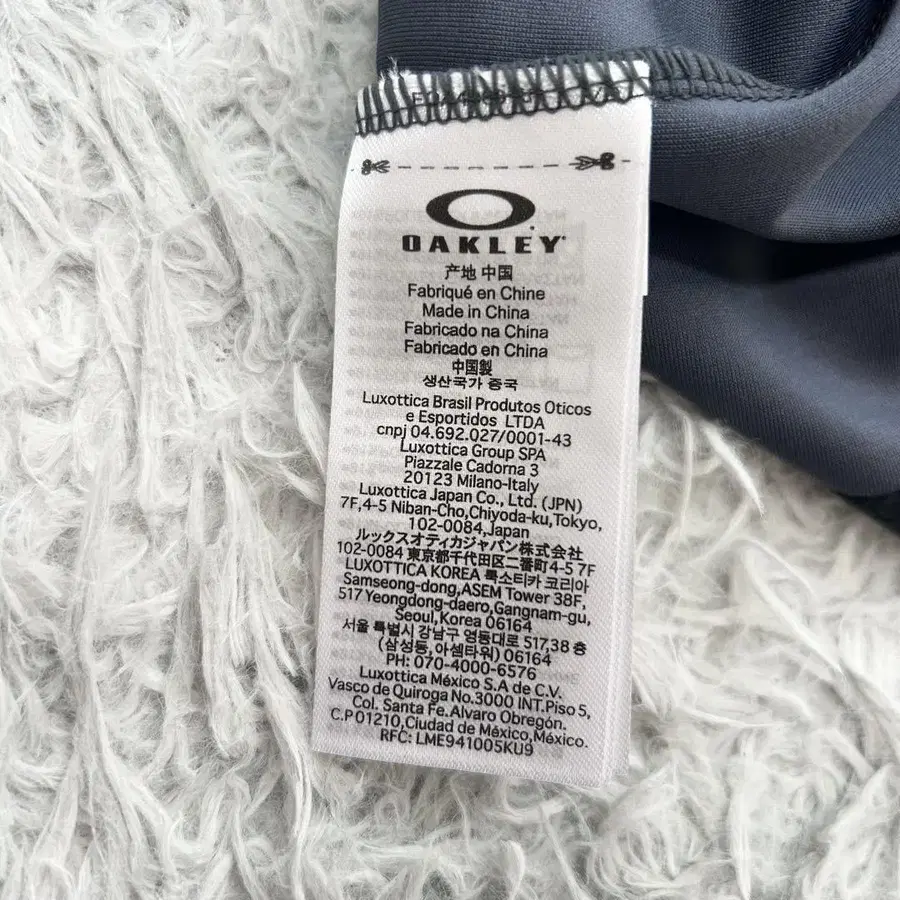 OAKLEY
产地 中国
Fabriqué en Chine
Made in China
Fabricado na China
Fabricado en China
中国製
생산국가 중국
Luxottica Brasil Produtos Oticos
e Esportidos LTDA
cnpj 04.692.027/0001-43
Luxottica Group SPA
Piazzale Cadorna 3
20123 Milano-Italy
Luxottica Japan Co., Ltd. (JPN)
7F,4-5 Niban-Cho,Chiyoda-ku,Tokyo,
102-0084,Japan
ルックスオティカジャパン株式会社
102-0084 東京都千代田区二番町4-5 7F
LUXOTTICA KOREA 룩소티카 코리아
Samseong-dong,ASEM Tower 38F,
517 Yeongdong-daero,Gangnam-gu,
Seoul,Korea 06164
서울 특별시 강남구 영동대로 517,38 층
(삼성동, 아셈타워) 06164
PH: 070-4000-6576
Luxottica México S.A de C.V.
Vasco de Quiroga No.3000 INT.Piso 5,
Col. Santa Fe.Alvaro Obregón.
C.P 01210,Ciudad de México,México.
RFC: LME941005KU9